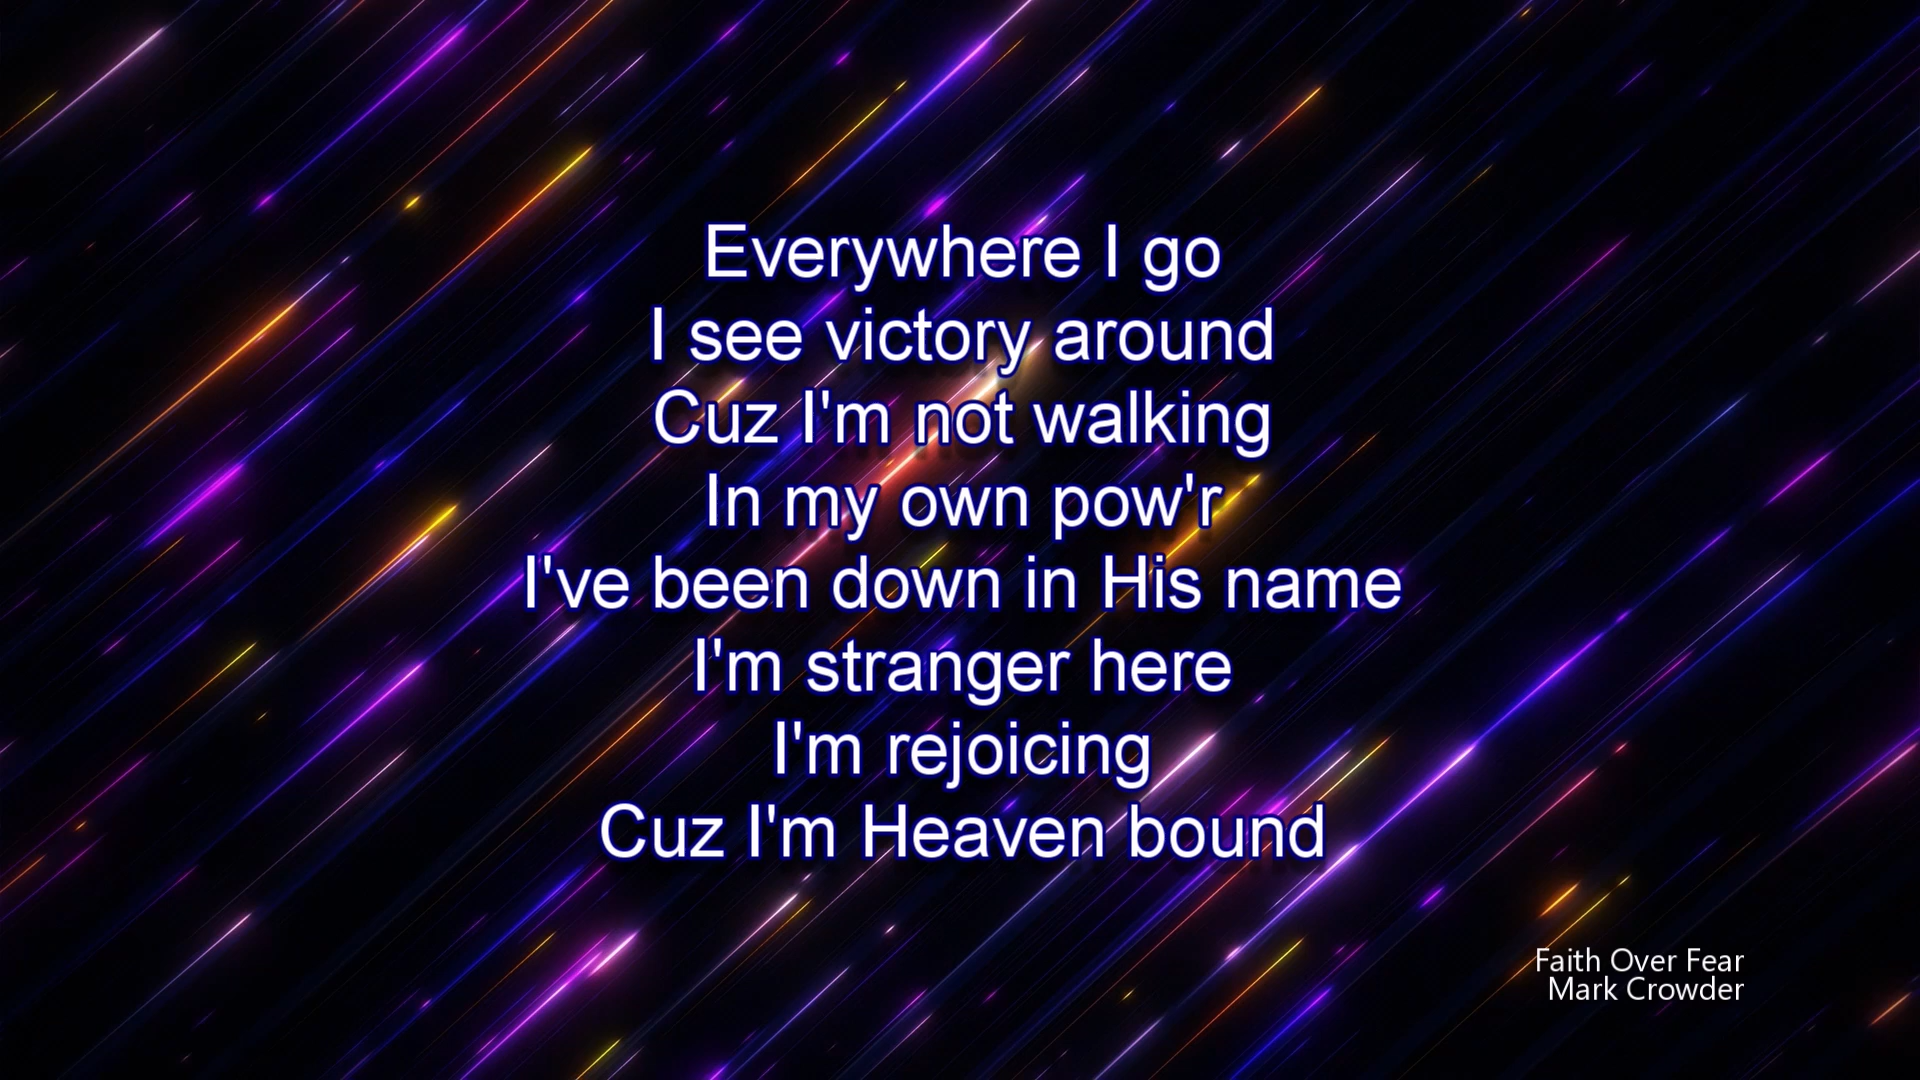 Everywhere I go
I see victory around
Cuz I'm not walking
In my own pow'r
I've been down in His name
I'm stranger here
I'm rejoicing
Cuz I'm Heaven bound
Faith Over Fear
Mark Crowder